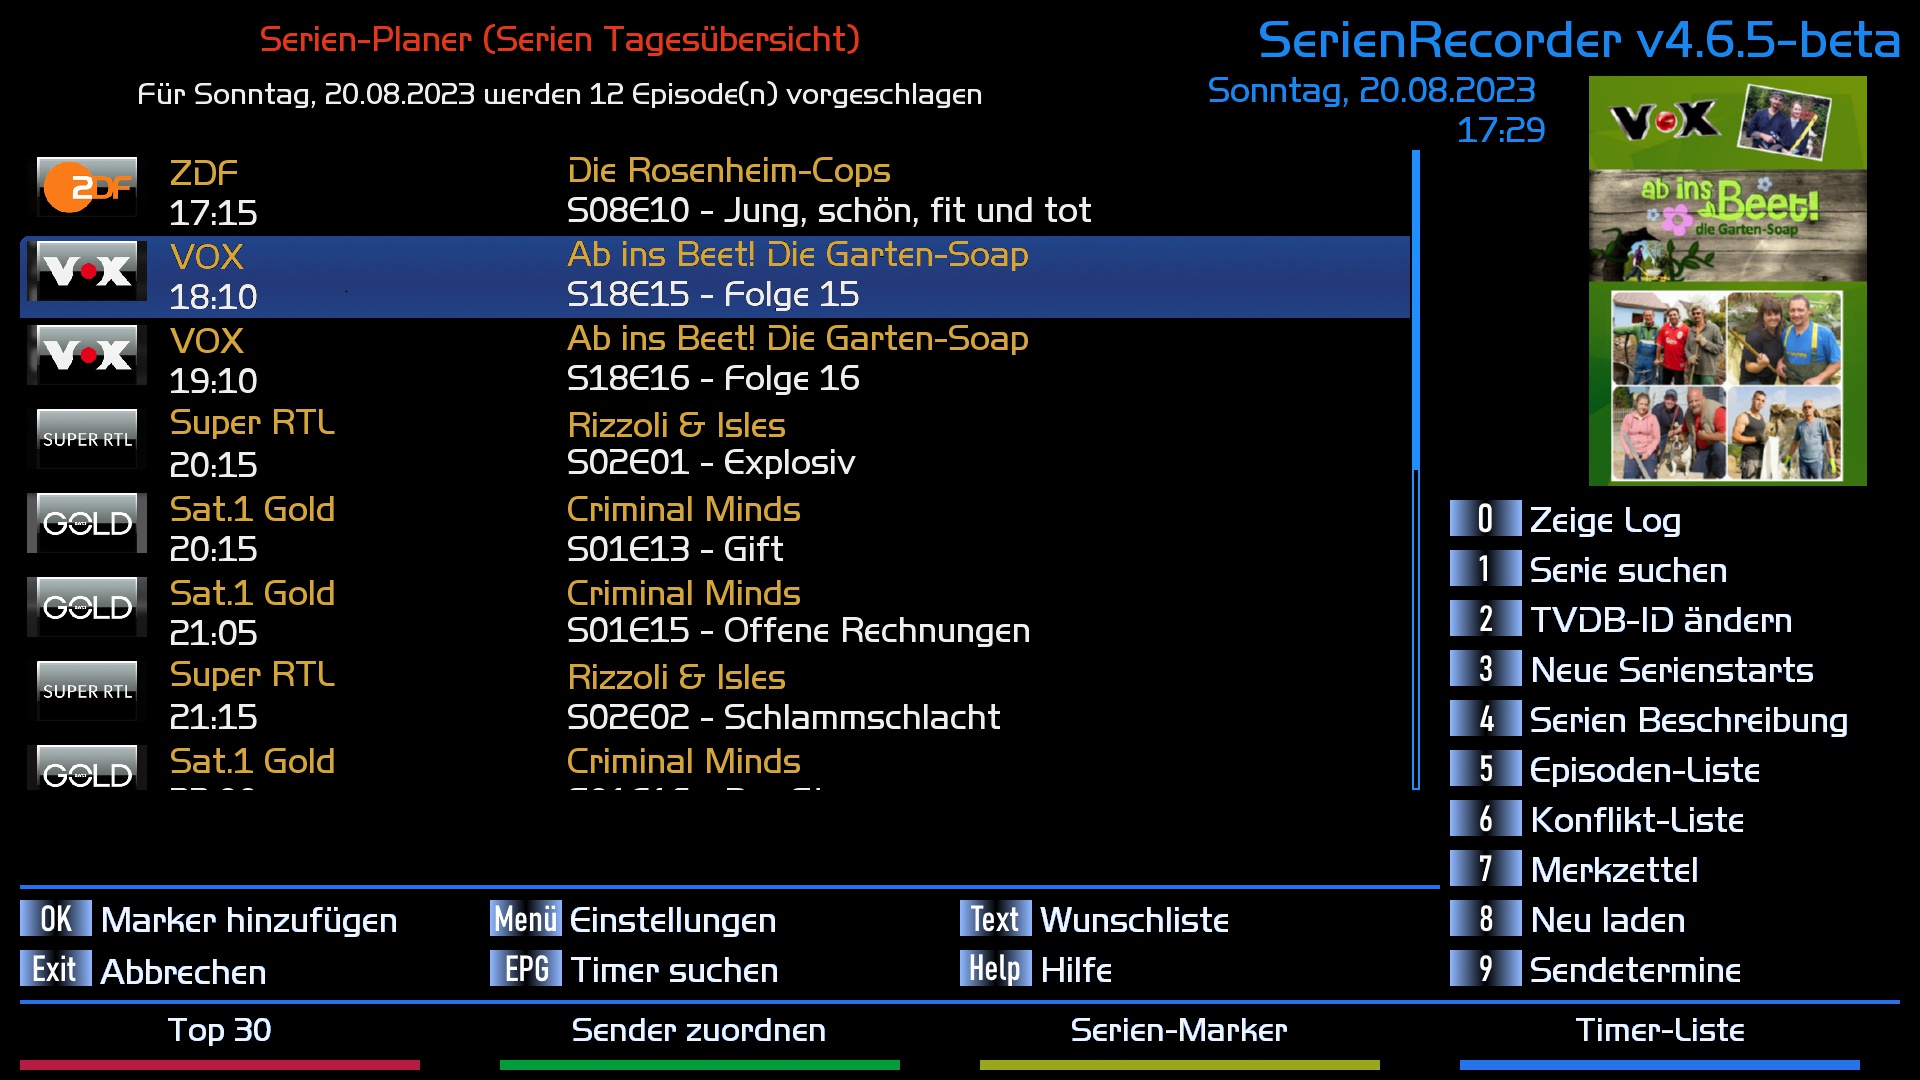 Serien-Planer (Serien Tagesübersicht)
SerienRecorder v4.6.5-beta
Für Sonntag, 20.08.2023 werden 12 Episode(n) vorgeschlagen
Sonntag, 20.08.2023
17:29
VOX
ab ins Beet!
die Garten-Soap
2DF ZDF Die Rosenheim-Cops
17:15 S08E10 - Jung, schön, fit und tot
VOX VOX Ab ins Beet! Die Garten-Soap
18:10 S18E15 - Folge 15
VOX VOX Ab ins Beet! Die Garten-Soap
19:10 S18E16 - Folge 16
SUPER RTL Super RTL Rizzoli & Isles
20:15 S02E01 - Explosiv
GOLD Sat.1 Gold Criminal Minds
20:15 S01E13 - Gift
GOLD Sat.1 Gold Criminal Minds
21:05 S01E15 - Offene Rechnungen
SUPER RTL Super RTL Rizzoli & Isles
21:15 S02E02 - Schlammschlacht
GOLD Sat.1 Gold Criminal Minds
0 Zeige Log
1 Serie suchen
2 TVDB-ID ändern
3 Neue Serienstarts
4 Serien Beschreibung
5 Episoden-Liste
6 Konflikt-Liste
7 Merkzettel
8 Neu laden
9 Sendetermine
OK Marker hinzufügen Menü Einstellungen Text Wunschliste
Exit Abbrechen EPG Timer suchen Help Hilfe
Top 30 Sender zuordnen Serien-Marker Timer-Liste